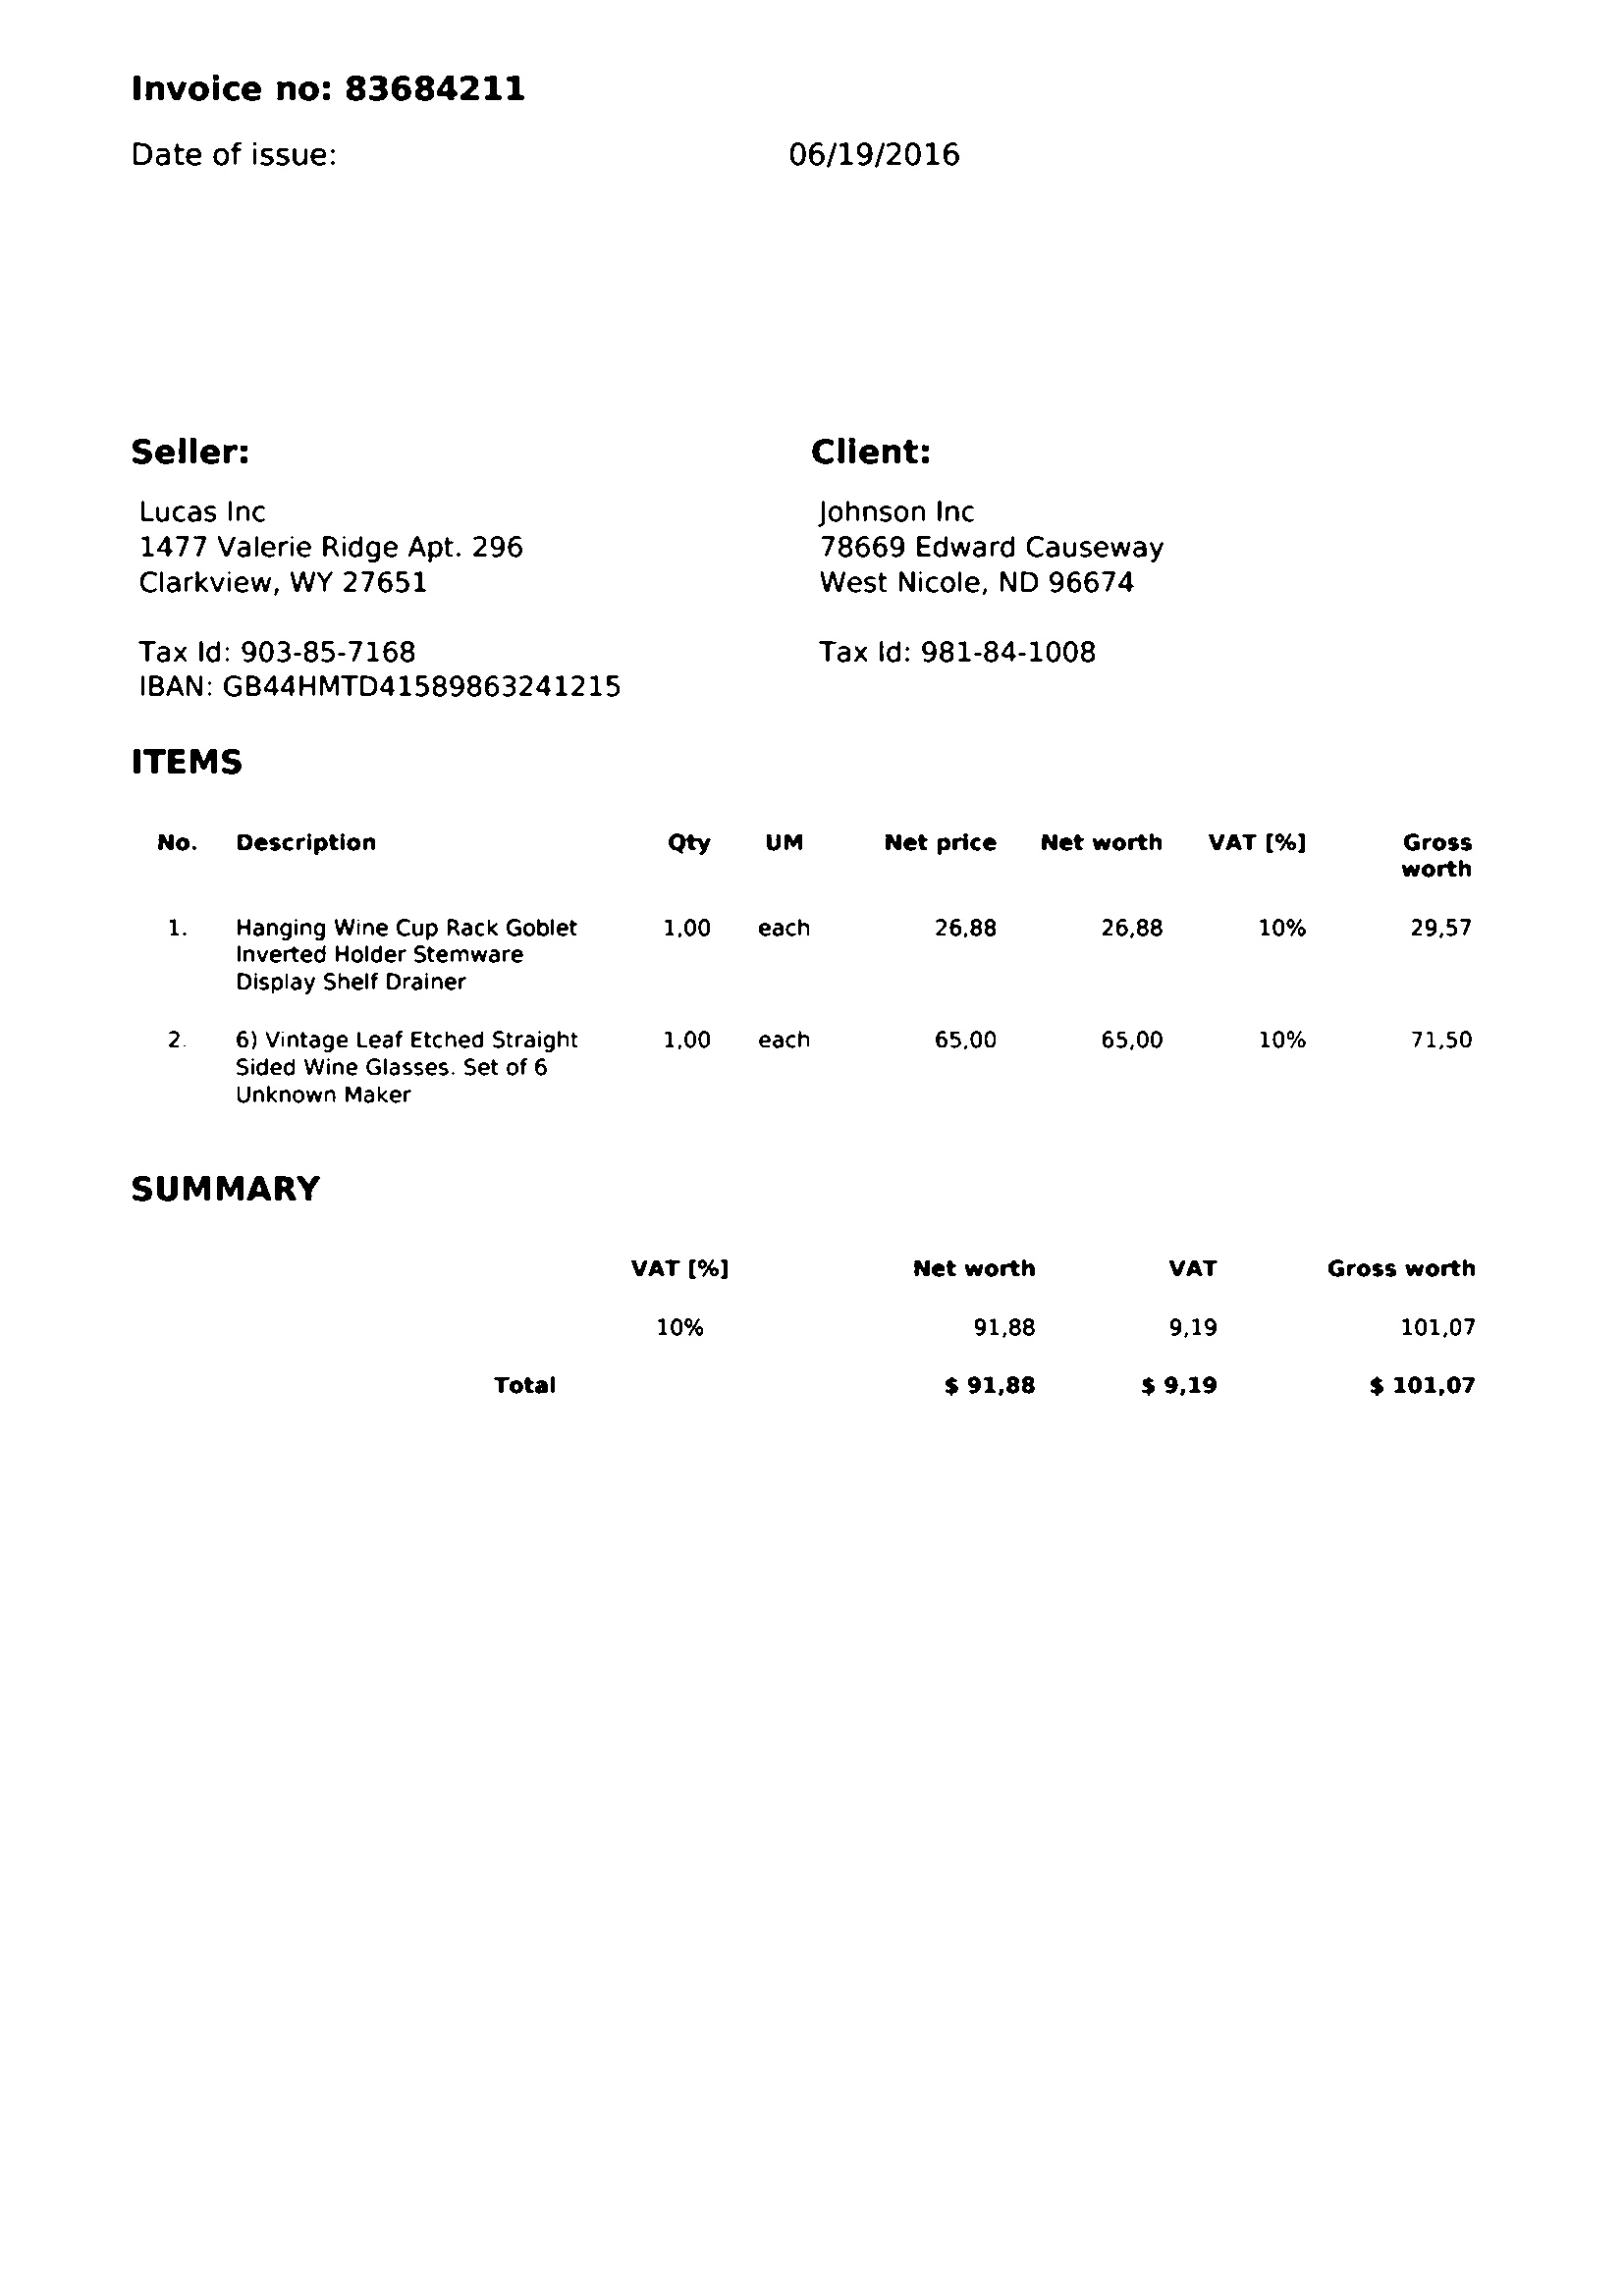 Invoice no: 83684211
Date of issue: 06/19/2016
Seller:
Lucas Inc
1477 Valerie Ridge Apt. 296
Clarkview, WY 27651
Tax Id: 903-85-7168
IBAN: GB44HMTD41589863241215
Client:
Johnson Inc
78669 Edward Causeway
West Nicole, ND 96674
Tax Id: 981-84-1008
ITEMS
No. Description Qty UM Net price Net worth VAT [%] Gross
worth
1. Hanging Wine Cup Rack Goblet 1,00 each 26,88 26,88 10% 29,57
Inverted Holder Stemware
Display Shelf Drainer
2. 6) Vintage Leaf Etched Straight 1,00 each 65,00 65,00 10% 71,50
Sided Wine Glasses. Set of 6
Unknown Maker
SUMMARY
VAT [%] Net worth VAT Gross worth
10% 91,88 9,19 101,07
Total $ 91,88 $ 9,19 $ 101,07